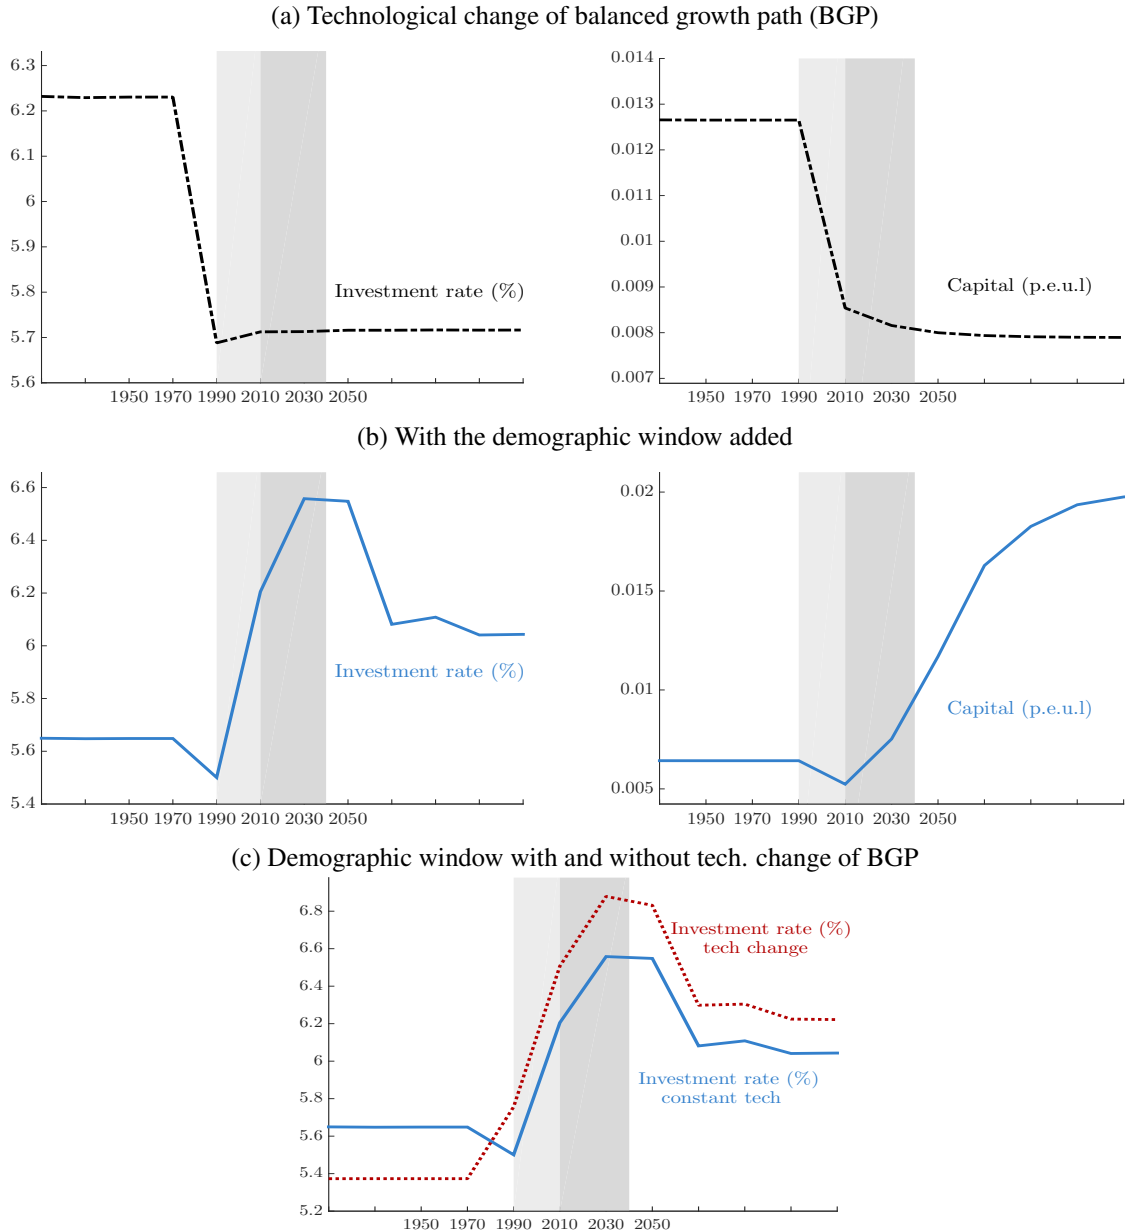 (a) Technological change of balanced growth path (BGP)
6.3
6.2
6.1
6
5.9
5.8
5.7
5.6
Investment rate (%)
1950 1970 1990 2010 2030 2050
0.014
0.013
0.012
0.011
0.01
0.009
0.008
0.007
Capital (p.e.u.l)
1950 1970 1990 2010 2030 2050
(b) With the demographic window added
6.6
6.4
6.2
6
5.8
5.6
5.4
Investment rate (%)
1950 1970 1990 2010 2030 2050
0.02
0.015
0.01
0.005
Capital (p.e.u.l)
1950 1970 1990 2010 2030 2050
(c) Demographic window with and without tech. change of BGP
6.8
6.6
6.4
6.2
6
5.8
5.6
5.4
5.2
Investment rate (%)
tech change
Investment rate (%)
constant tech
1950 1970 1990 2010 2030 2050